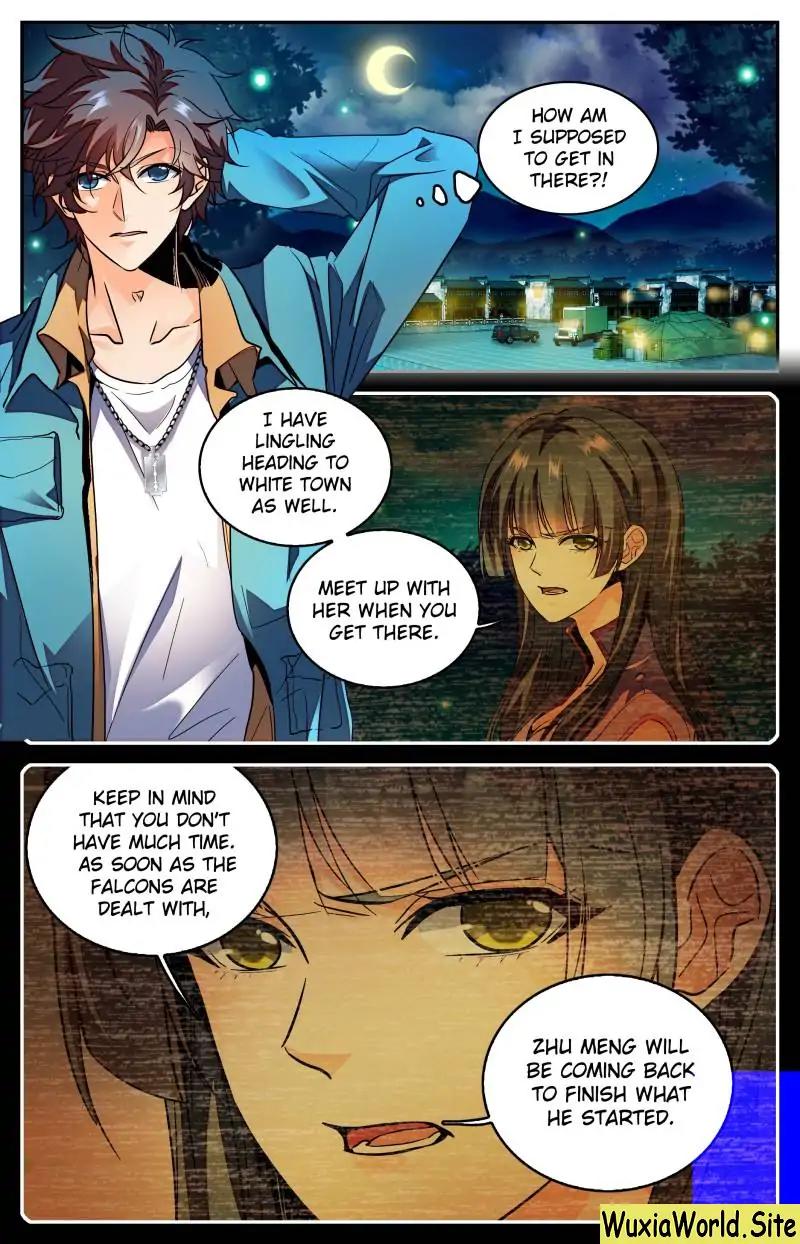 HOW AM
I SUPPOSED
TO GET IN
THERE?!
I HAVE
LINGLING
HEADING TO
WHITE TOWN
AS WELL.
MEET UP WITH
HER WHEN YOU
GET THERE.
KEEP IN MIND
THAT YOU DON'T
HAVE MUCH TIME.
AS SOON AS THE
FALCONS ARE
DEALT WITH,
ZHU MENG WILL
BE COMING BACK
TO FINISH WHAT
HE STARTED.
WuxiaWorld.Site